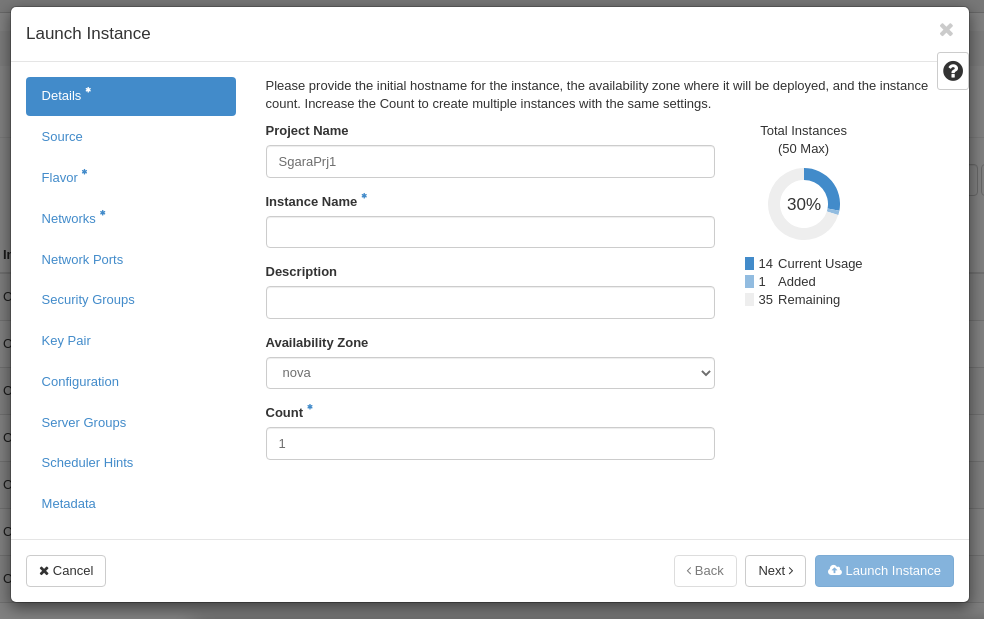 Launch Instance
Details *
Source
Flavor *
Networks *
Network Ports
Security Groups
Key Pair
Configuration
Server Groups
Scheduler Hints
Metadata
Please provide the initial hostname for the instance, the availability zone where it will be deployed, and the instance
count. Increase the Count to create multiple instances with the same settings.
Project Name
SgaraPrj1
Instance Name *
Description
Availability Zone
nova
Count *
1
Total Instances
(50 Max)
30%
14 Current Usage
1 Added
35 Remaining
✖ Cancel
‹ Back
Next ›
Launch Instance